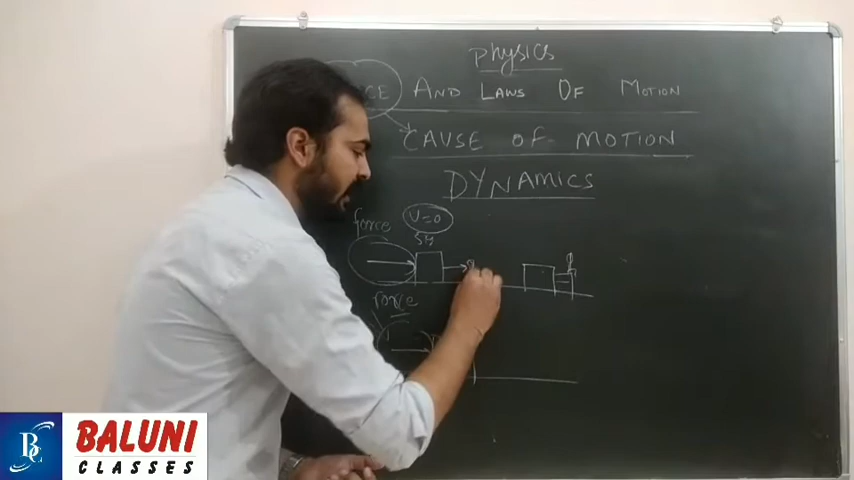 Physics
CE AND LAWS OF MOTION
CAUSE OF MOTION
DYNAMICS
force V=0
force
BALUNI
CLASSES